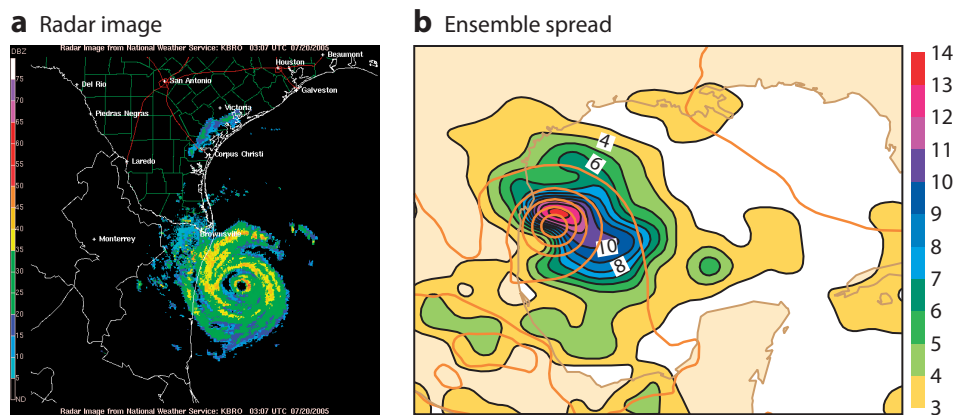 a Radar image
Radar Image from National Weather Service: KBRO 03:07 UTC 07/20/2005
DBZ
75
70
65
60
55
50
45
40
35
30
25
20
15
10
5
ND
Beaumont
Houston
Del Rio
San Antonio
Galveston
Piedras Negras
Victoria
Corpus Christi
Laredo
Monterrey
Brownsville
Radar Image from National Weather Service: KBRO 03:07 UTC 07/20/2005
b Ensemble spread
4
6
10
8
14
13
12
11
10
9
8
7
6
5
4
3